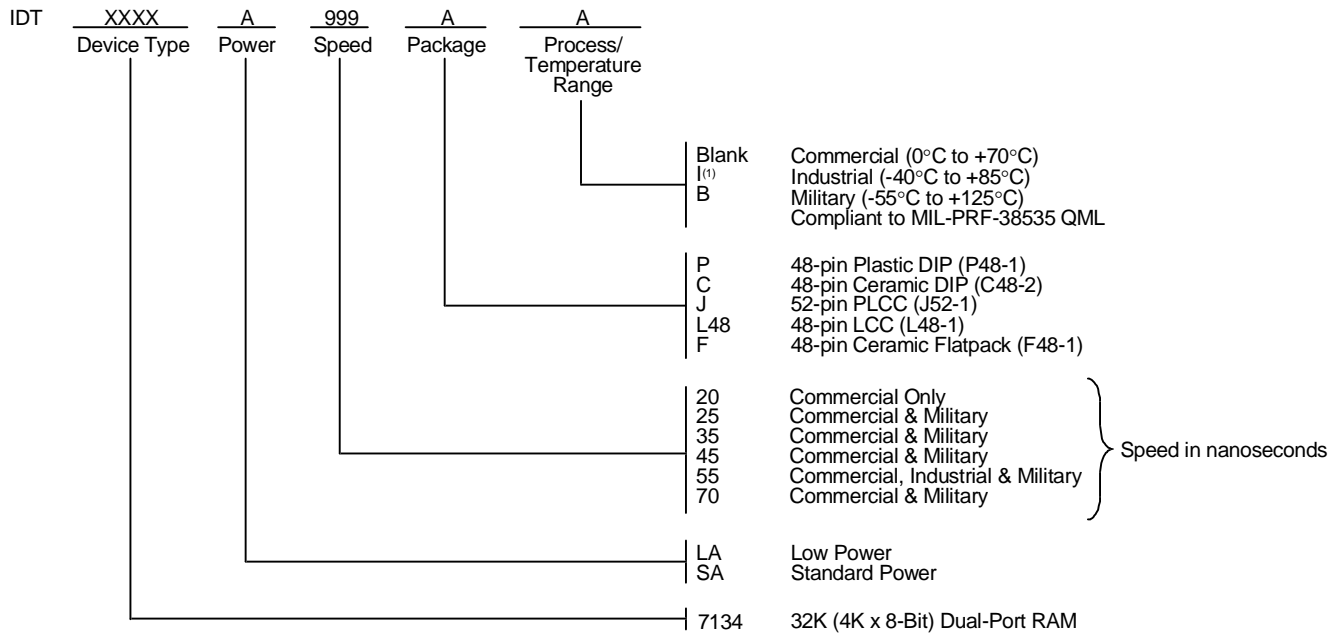 IDT XXXX A 999 A A
Device Type Power Speed Package Process/
Temperature
Range
Blank Commercial (0°C to +70°C)
I(1) Industrial (-40°C to +85°C)
B Military (-55°C to +125°C)
Compliant to MIL-PRF-38535 QML
P 48-pin Plastic DIP (P48-1)
C 48-pin Ceramic DIP (C48-2)
J 52-pin PLCC (J52-1)
L48 48-pin LCC (L48-1)
F 48-pin Ceramic Flatpack (F48-1)
20 Commercial Only
25 Commercial & Military
35 Commercial & Military
45 Commercial & Military
55 Commercial, Industrial & Military
70 Commercial & Military
Speed in nanoseconds
LA Low Power
SA Standard Power
7134 32K (4K x 8-Bit) Dual-Port RAM